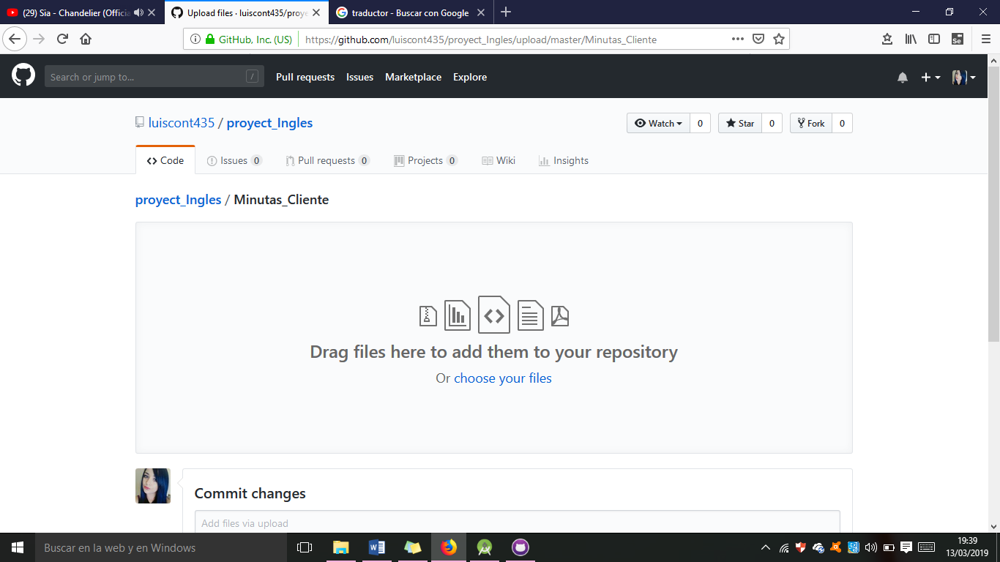 (29) Sia - Chandelier (Officia
Upload files · luiscont435/proye
traductor - Buscar con Google
GitHub, Inc. (US)
https://github.com/luiscont435/proyect_Ingles/upload/master/Minutas_Cliente
Se
Search or jump to...
/
Pull requests
Issues
Marketplace
Explore
luiscont435 / proyect_Ingles
Watch
0
Star
0
Fork
0
Code
Issues 0
Pull requests 0
Projects 0
Wiki
Insights
proyect_Ingles / Minutas_Cliente
Drag files here to add them to your repository
Or choose your files
Commit changes
Add files via upload
Buscar en la web y en Windows
19:39
13/03/2019